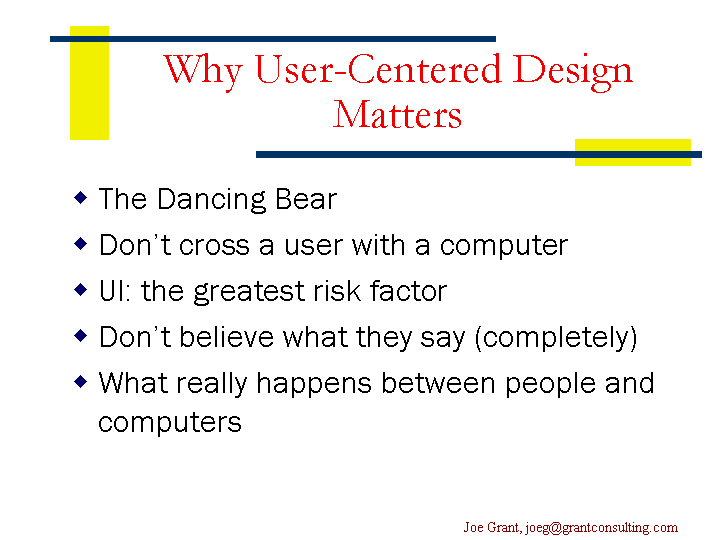 Why User-Centered Design
Matters
The Dancing Bear
Don't cross a user with a computer
UI: the greatest risk factor
Don't believe what they say (completely)
What really happens between people and
computers
Joe Grant, joeg@grantconsulting.com